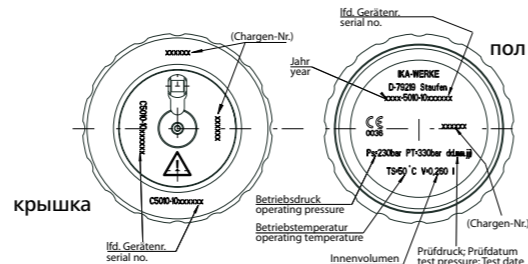 lfd. Gerätenr.
serial no.
(Chargen-Nr.)
Jahr
year
пол
xxxxxx
IKA-WERKE
D-79219 Staufen
xxxx-5010-10xxxxxx
CE
0036
xxxxxx
xxxxxx
C5010-10xxxxxx
Ps=230bar PT=330bar dd.mm.jjjj
TS=50°C V=0,260 l
C5010-10xxxxxx
крышка
Betriebsdruck
operating pressure
Betriebstemperatur
operating temperature
(Chargen-Nr.)
lfd. Gerätenr.
serial no.
Innenvolumen
Prüfdruck; Prüfdatum
test pressure; Test date